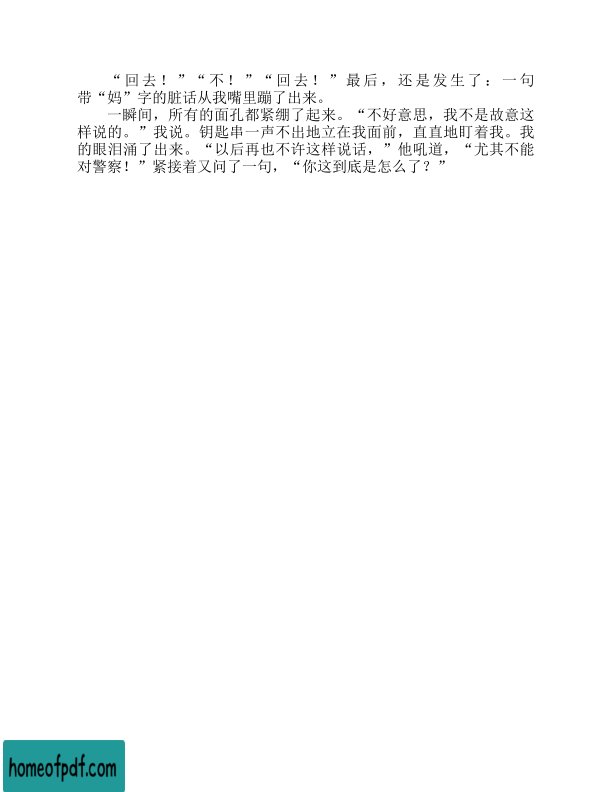 “回去！”“不！”“回去！”最后，还是发生了：一句
带“妈”字的脏话从我嘴里蹦了出来。
一瞬间，所有的面孔都紧绷了起来。“不好意思，我不是故意这
样说的。”我说。钥匙串一声不出地立在我面前，直直地盯着我。我
的眼泪涌了出来。“以后再也不许这样说话，”他吼道，“尤其不能
对警察！”紧接着又问了一句，“你这到底是怎么了？”
homeofpdf.com